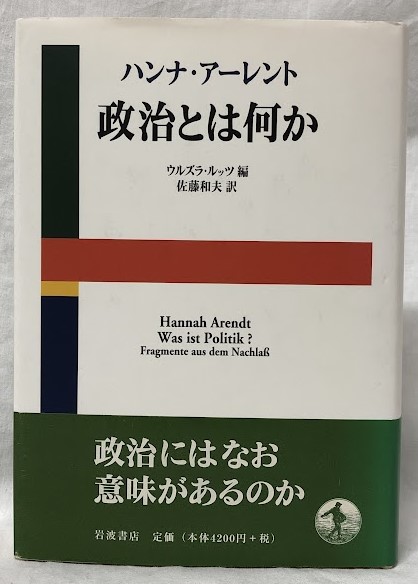 ハンナ・アーレント
政治とは何か
ウルズラ・ルッツ 編
佐藤和夫 訳
Hannah Arendt
Was ist Politik ?
Fragmente aus dem Nachlaß
政治にはなお
意味があるのか
岩波書店 定価（本体4200円＋税）